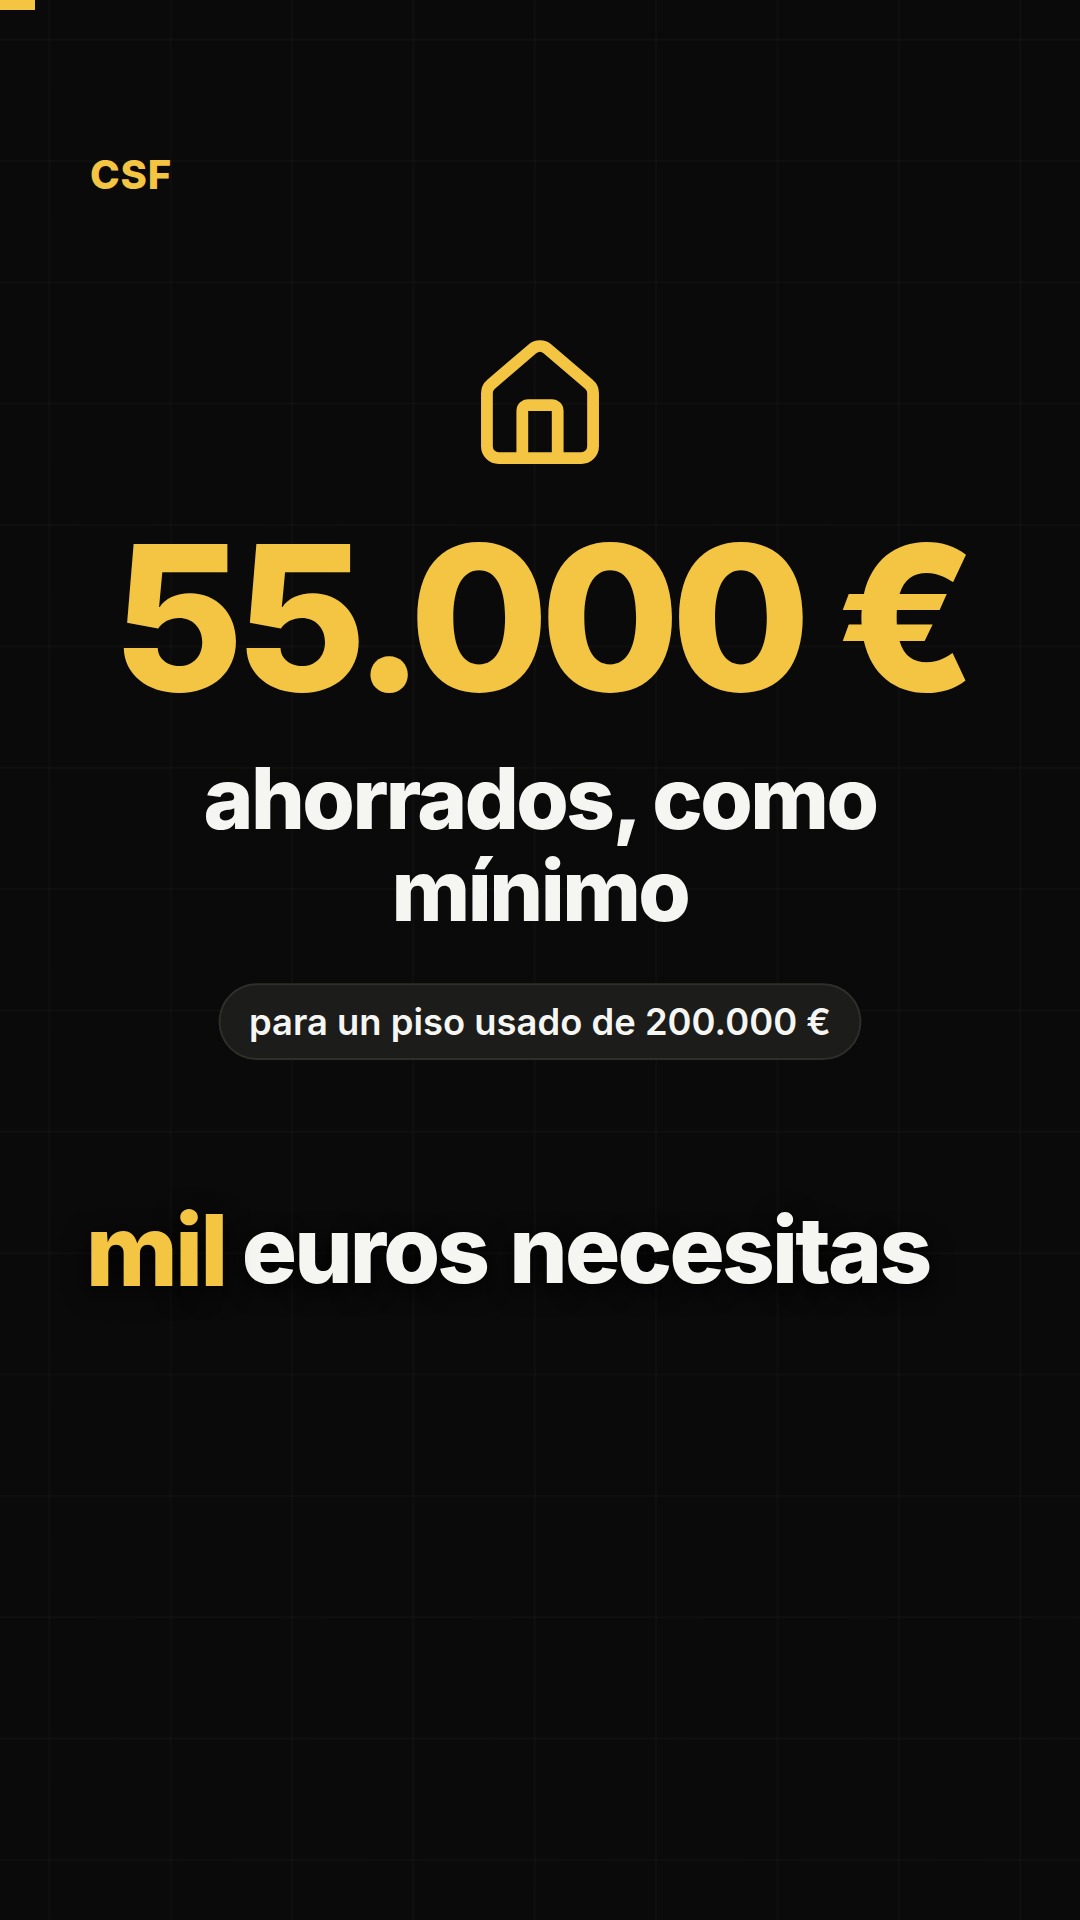 CSF
55.000 €
ahorrados, como
mínimo
para un piso usado de 200.000 €
mil euros necesitas